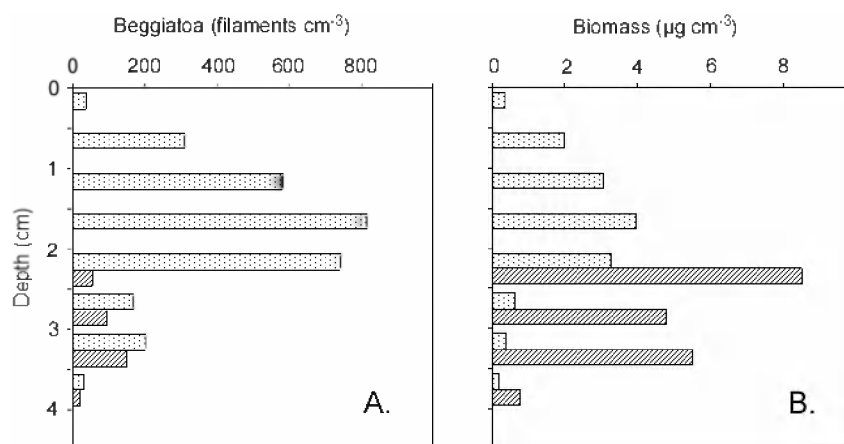 Beggiatoa (filaments cm-3)
0 200 400 600 800
0
1
2
3
4
Depth (cm)
A.
Biomass (µg cm-3)
0 2 4 6 8
B.